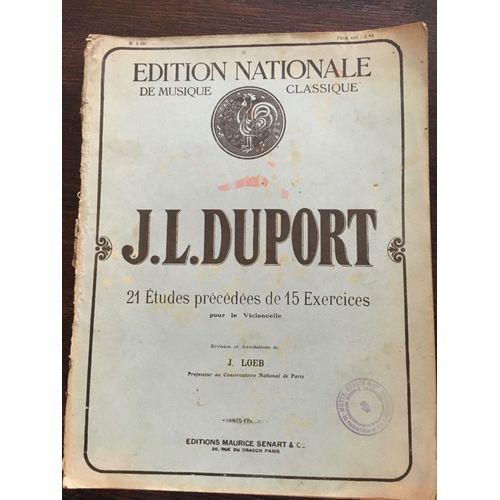 EDITION NATIONALE
DE MUSIQUE CLASSIQUE
J.L. DUPORT
21 Études précédées de 15 Exercices
pour le Violoncelle
Révision et Annotations de
J. LOEB
Professeur au Conservatoire National de Paris
EDITIONS MAURICE SENART & Cie
20, RUE DU DRAGON PARIS